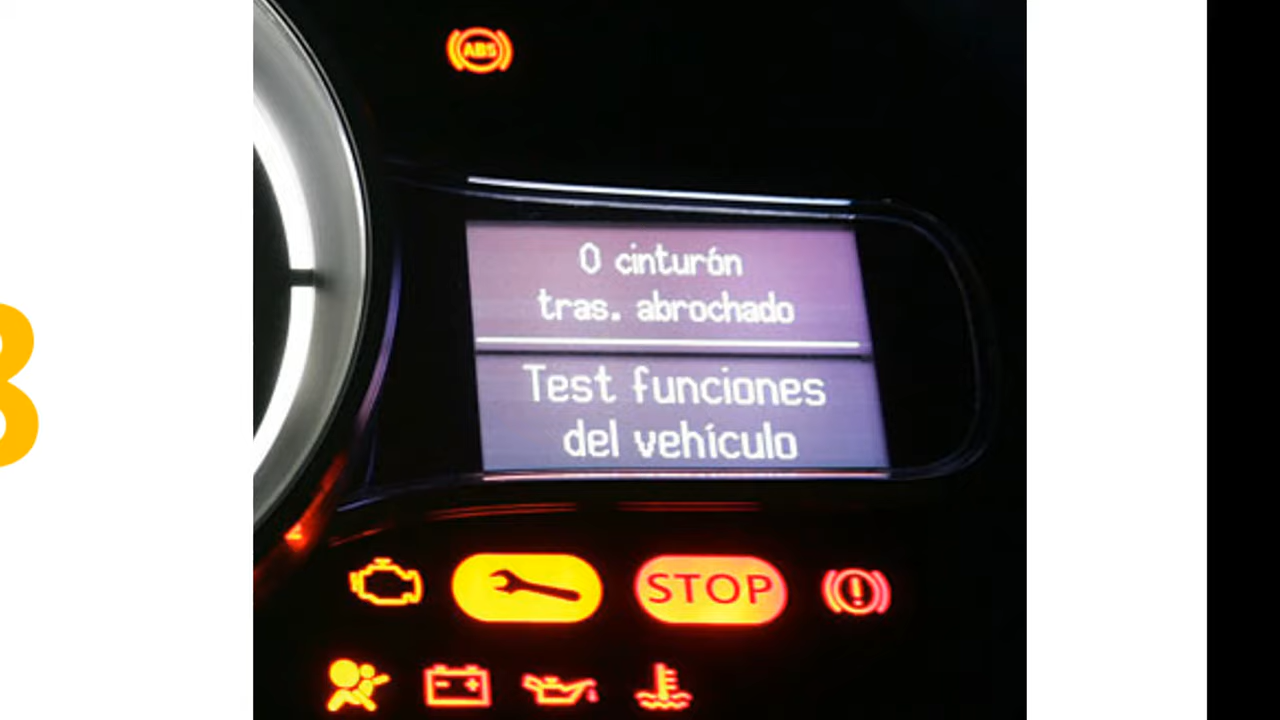 ABS
0 cinturón
tras. abrochado
Test funciones
del vehículo
STOP